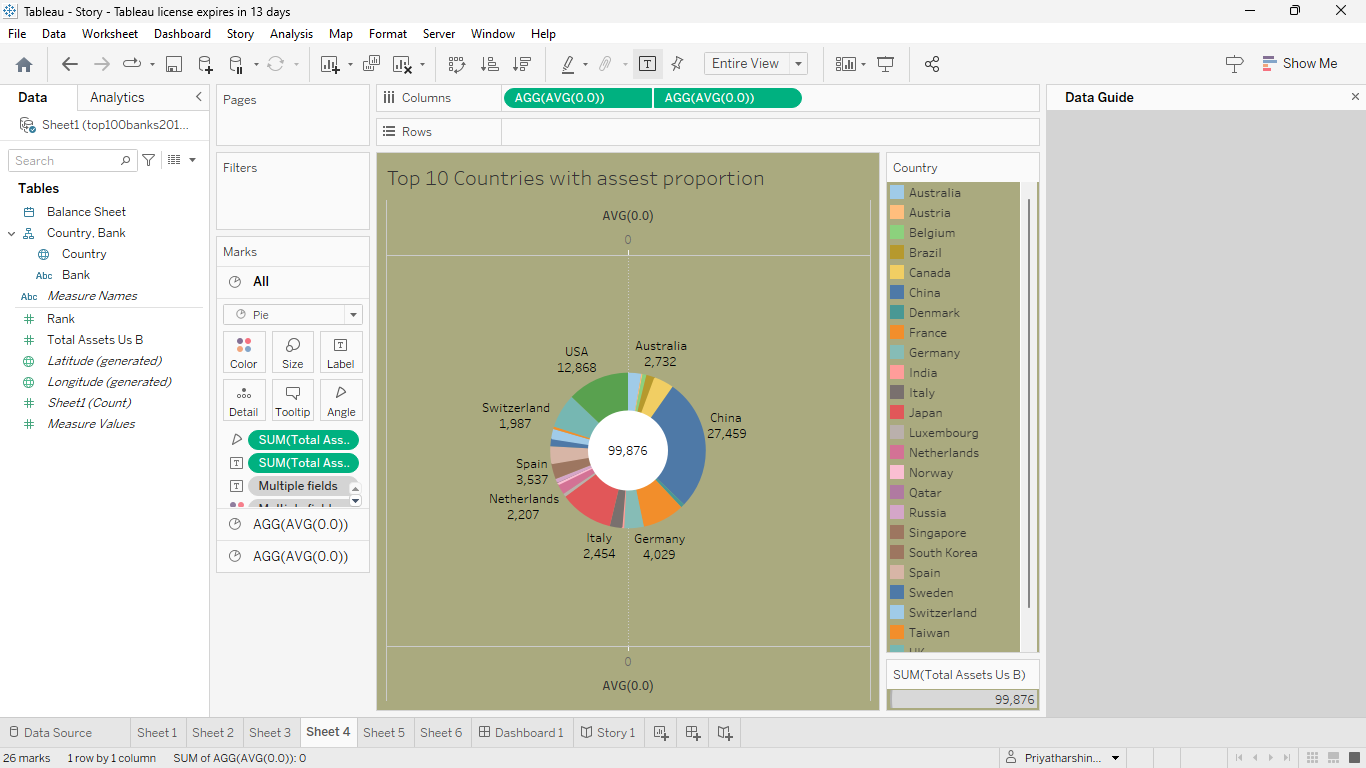 Tableau - Story - Tableau license expires in 13 days
File Data Worksheet Dashboard Story Analysis Map Format Server Window Help
Entire View
Show Me
Data Analytics
Sheet1 (top100banks201...
Search
Tables
Balance Sheet
Country, Bank
Country
Abc Bank
Abc Measure Names
Rank
Total Assets Us B
Latitude (generated)
Longitude (generated)
Sheet1 (Count)
Measure Values
Pages
Filters
Marks
All
Pie
Color Size Label
Detail Tooltip Angle
SUM(Total Ass..
SUM(Total Ass..
Multiple fields
AGG(AVG(0.0))
AGG(AVG(0.0))
Columns AGG(AVG(0.0)) AGG(AVG(0.0))
Rows
Top 10 Countries with assest proportion
AVG(0.0)
0
USA
12,868
Australia
2,732
Switzerland
1,987
China
27,459
99,876
Spain
3,537
Netherlands
2,207
Italy
2,454
Germany
4,029
0
AVG(0.0)
Country
Australia
Austria
Belgium
Brazil
Canada
China
Denmark
France
Germany
India
Italy
Japan
Luxembourg
Netherlands
Norway
Qatar
Russia
Singapore
South Korea
Spain
Sweden
Switzerland
Taiwan
UK
SUM(Total Assets Us B)
99,876
Data Guide
Data Source Sheet 1 Sheet 2 Sheet 3 Sheet 4 Sheet 5 Sheet 6 Dashboard 1 Story 1
26 marks 1 row by 1 column SUM of AGG(AVG(0.0)): 0
Priyatharshin...